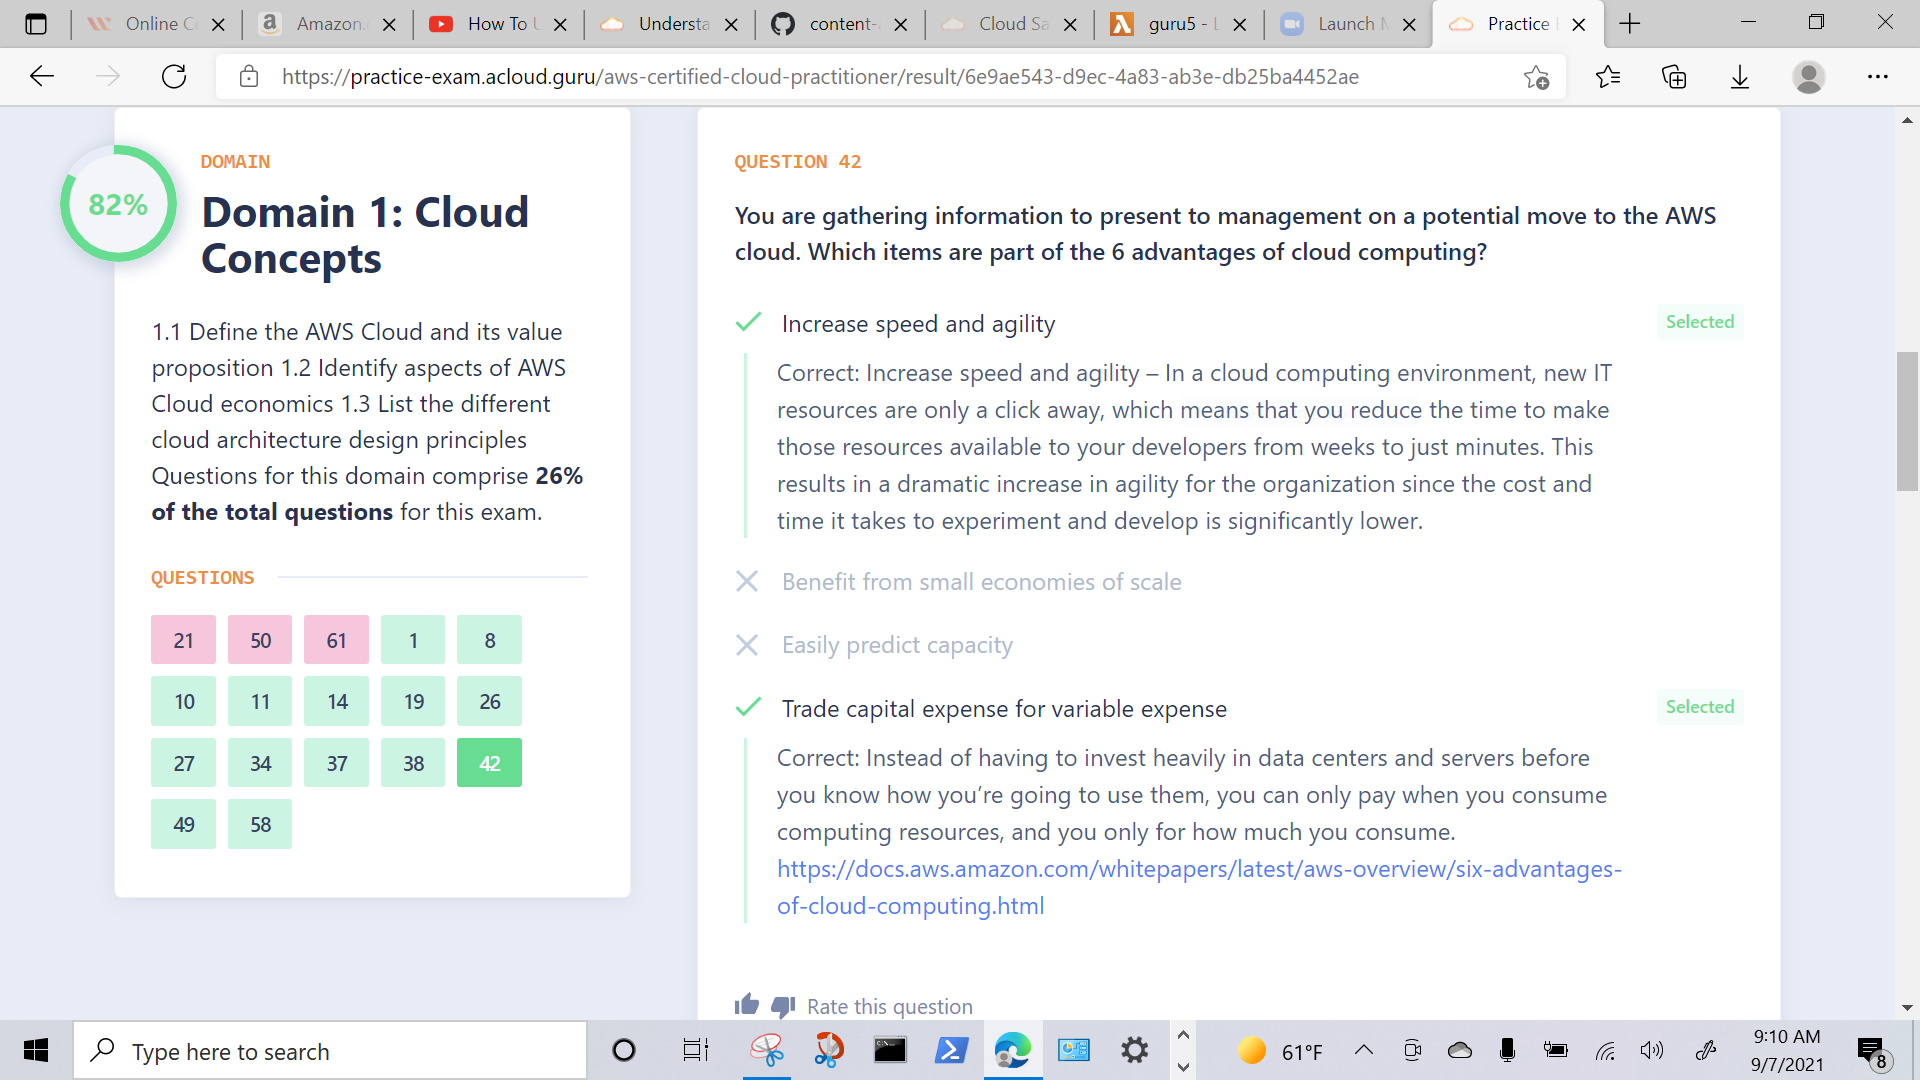 Online Ce
Amazon.
How To U
Understa
content-
Cloud Sa
guru5 - L
Launch M
Practice
https://practice-exam.acloud.guru/aws-certified-cloud-practitioner/result/6e9ae543-d9ec-4a83-ab3e-db25ba4452ae
82%
DOMAIN
Domain 1: Cloud
Concepts
1.1 Define the AWS Cloud and its value
proposition 1.2 Identify aspects of AWS
Cloud economics 1.3 List the different
cloud architecture design principles
Questions for this domain comprise 26%
of the total questions for this exam.
QUESTIONS
21 50 61 1 8
10 11 14 19 26
27 34 37 38 42
49 58
QUESTION 42
You are gathering information to present to management on a potential move to the AWS
cloud. Which items are part of the 6 advantages of cloud computing?
Increase speed and agility
Selected
Correct: Increase speed and agility – In a cloud computing environment, new IT
resources are only a click away, which means that you reduce the time to make
those resources available to your developers from weeks to just minutes. This
results in a dramatic increase in agility for the organization since the cost and
time it takes to experiment and develop is significantly lower.
Benefit from small economies of scale
Easily predict capacity
Trade capital expense for variable expense
Selected
Correct: Instead of having to invest heavily in data centers and servers before
you know how you’re going to use them, you can only pay when you consume
computing resources, and you only for how much you consume.
https://docs.aws.amazon.com/whitepapers/latest/aws-overview/six-advantages-
of-cloud-computing.html
Rate this question
Type here to search
61°F
9:10 AM
9/7/2021
8